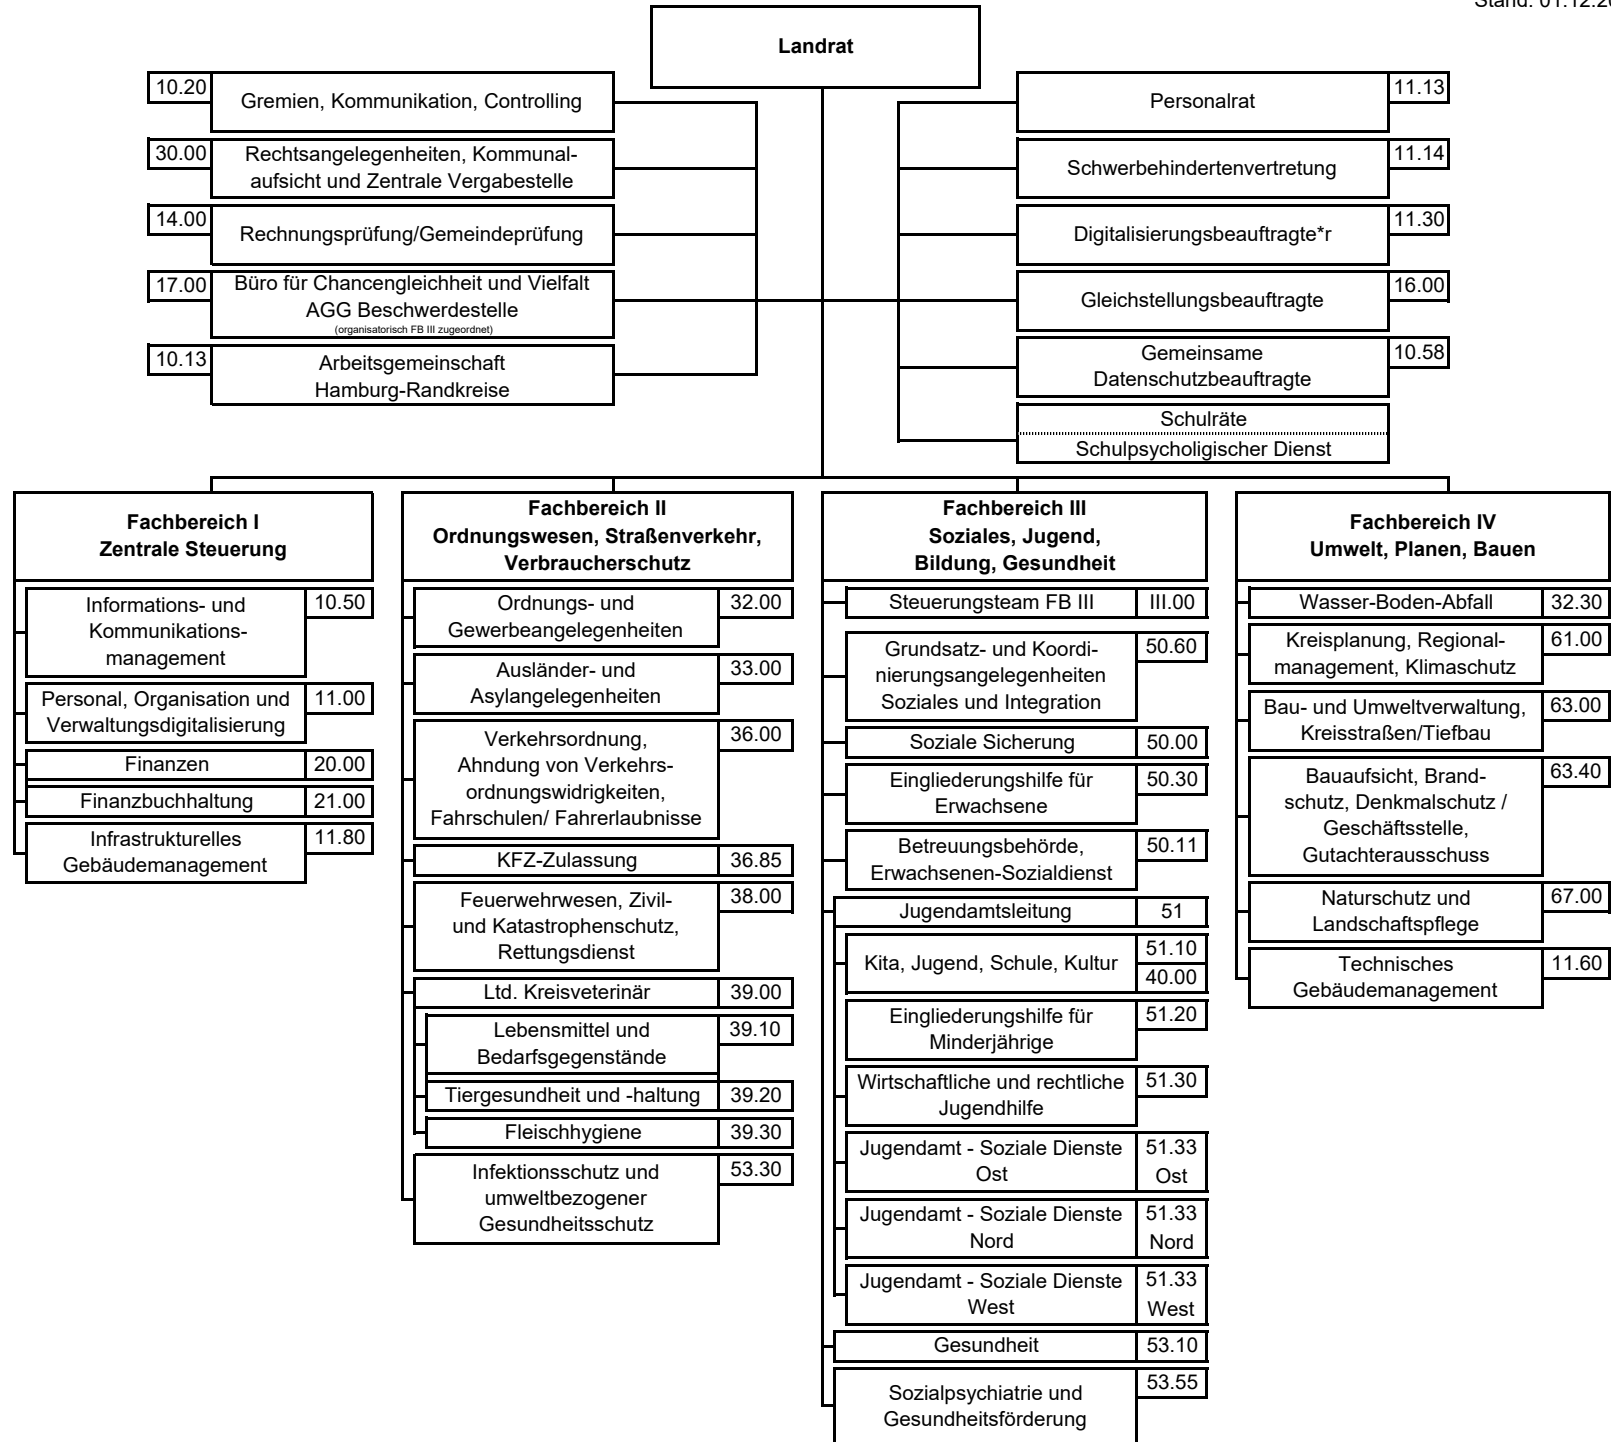 Stand: 01.12.20
Landrat
10.20
Gremien, Kommunikation, Controlling
30.00
Rechtsangelegenheiten, Kommunal-
aufsicht und Zentrale Vergabestelle
14.00
Rechnungsprüfung/Gemeindeprüfung
17.00
Büro für Chancengleichheit und Vielfalt
AGG Beschwerdestelle
(organisatorisch FB III zugeordnet)
10.13
Arbeitsgemeinschaft
Hamburg-Randkreise
Personalrat
11.13
Schwerbehindertenvertretung
11.14
Digitalisierungsbeauftragte*r
11.30
Gleichstellungsbeauftragte
16.00
Gemeinsame
Datenschutzbeauftragte
10.58
Schulräte
Schulpsycholigischer Dienst
Fachbereich I
Zentrale Steuerung
Informations- und
Kommunikations-
management
10.50
Personal, Organisation und
Verwaltungsdigitalisierung
11.00
Finanzen
20.00
Finanzbuchhaltung
21.00
Infrastrukturelles
Gebäudemanagement
11.80
Fachbereich II
Ordnungswesen, Straßenverkehr,
Verbraucherschutz
Ordnungs- und
Gewerbeangelegenheiten
32.00
Ausländer- und
Asylangelegenheiten
33.00
Verkehrsordnung,
Ahndung von Verkehrs-
ordnungswidrigkeiten,
Fahrschulen/ Fahrerlaubnisse
36.00
KFZ-Zulassung
36.85
Feuerwehrwesen, Zivil-
und Katastrophenschutz,
Rettungsdienst
38.00
Ltd. Kreisveterinär
39.00
Lebensmittel und
Bedarfsgegenstände
39.10
Tiergesundheit und -haltung
39.20
Fleischhygiene
39.30
Infektionsschutz und
umweltbezogener
Gesundheitsschutz
53.30
Fachbereich III
Soziales, Jugend,
Bildung, Gesundheit
Steuerungsteam FB III
III.00
Grundsatz- und Koordi-
nierungsangelegenheiten
Soziales und Integration
50.60
Soziale Sicherung
50.00
Eingliederungshilfe für
Erwachsene
50.30
Betreuungsbehörde,
Erwachsenen-Sozialdienst
50.11
Jugendamtsleitung
51
Kita, Jugend, Schule, Kultur
51.10
40.00
Eingliederungshilfe für
Minderjährige
51.20
Wirtschaftliche und rechtliche
Jugendhilfe
51.30
Jugendamt - Soziale Dienste
Ost
51.33
Ost
Jugendamt - Soziale Dienste
Nord
51.33
Nord
Jugendamt - Soziale Dienste
West
51.33
West
Gesundheit
53.10
Sozialpsychiatrie und
Gesundheitsförderung
53.55
Fachbereich IV
Umwelt, Planen, Bauen
Wasser-Boden-Abfall
32.30
Kreisplanung, Regional-
management, Klimaschutz
61.00
Bau- und Umweltverwaltung,
Kreisstraßen/Tiefbau
63.00
Bauaufsicht, Brand-
schutz, Denkmalschutz /
Geschäftsstelle,
Gutachterausschuss
63.40
Naturschutz und
Landschaftspflege
67.00
Technisches
Gebäudemanagement
11.60